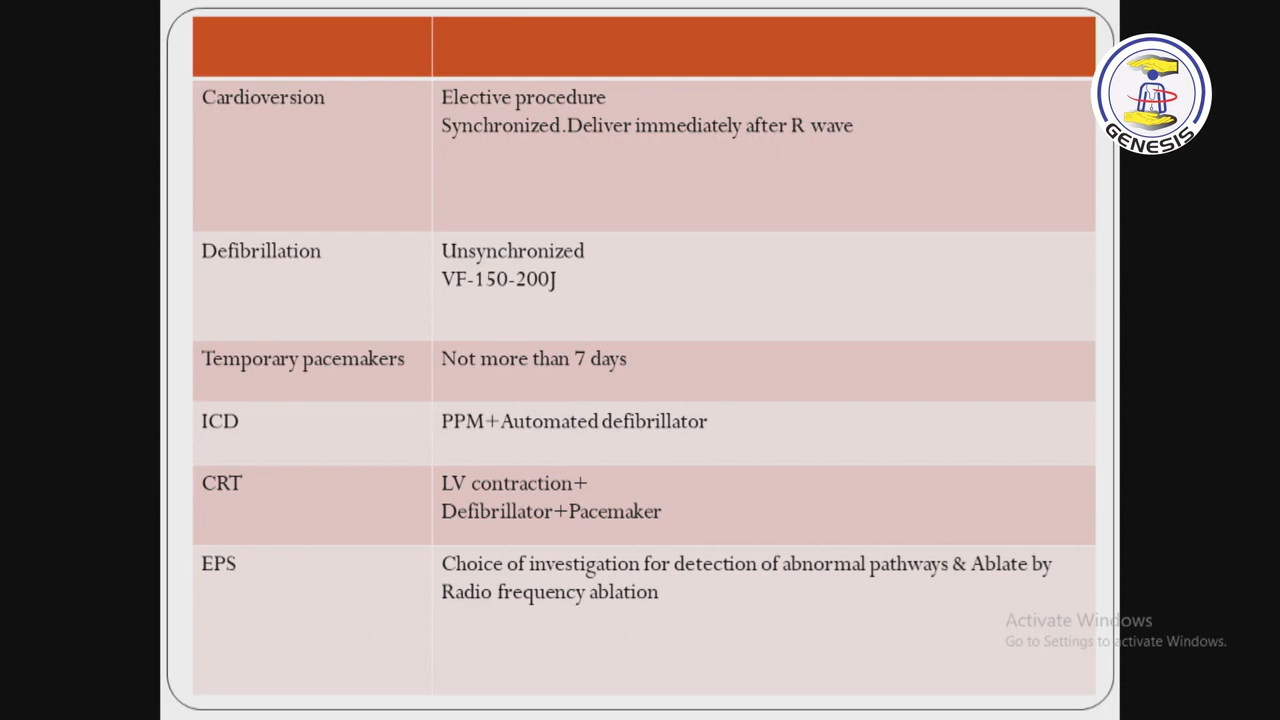 Cardioversion
Elective procedure
Synchronized.Deliver immediately after R wave
Defibrillation
Unsynchronized
VF-150-200J
Temporary pacemakers
Not more than 7 days
ICD
PPM+Automated defibrillator
CRT
LV contraction+
Defibrillator+Pacemaker
EPS
Choice of investigation for detection of abnormal pathways & Ablate by
Radio frequency ablation
GENESIS
Activate Windows
Go to Settings to activate Windows.